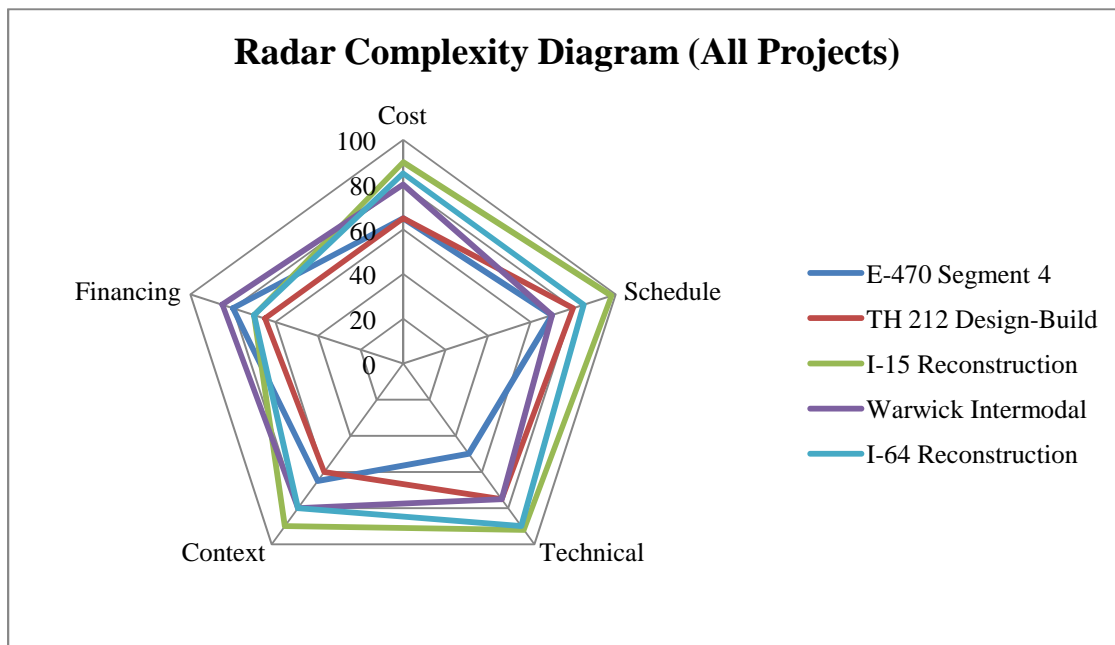 Radar Complexity Diagram (All Projects)
Cost
100
80
60
40
20
0
Schedule
Technical
Context
Financing
E-470 Segment 4
TH 212 Design-Build
I-15 Reconstruction
Warwick Intermodal
I-64 Reconstruction